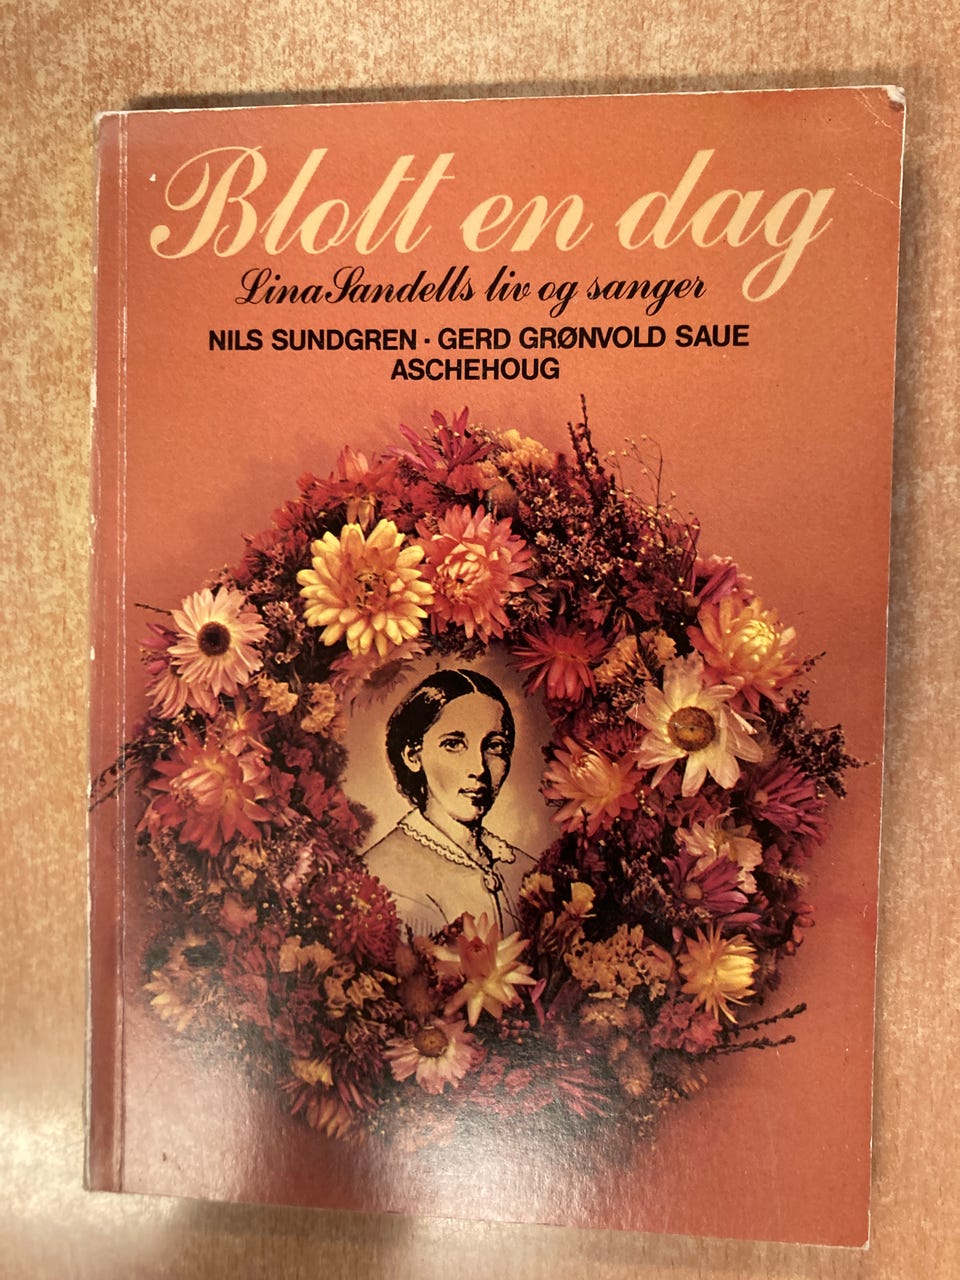 Blott en dag
Lina Sandells liv og sanger
NILS SUNDGREN · GERD GRØNVOLD SAUE
ASCHEHOUG